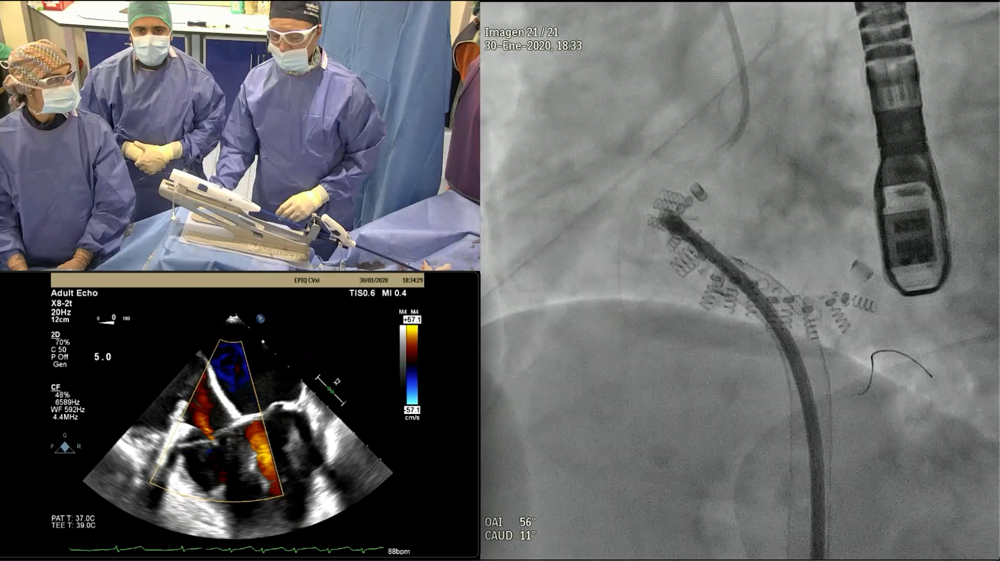 Imagen 21 / 21
30-Ene-2020, 18:33
valtech
EPIQ CVxi 30/01/2020 18:34:29
Adult Echo TIS0.6 MI 0.4
X8-2t
20Hz
12cm
0 0 180
P
M4 M4
+57.1
2D
70%
C 50
P Off
Gen
5.0
X2
CF
48%
6589Hz
WF 592Hz
4.4MHz
-57.1
cm/s
G
P R
PAT T: 37.0C
TEE T: 39.0C
88bpm
OAI 56°
CAUD 11°